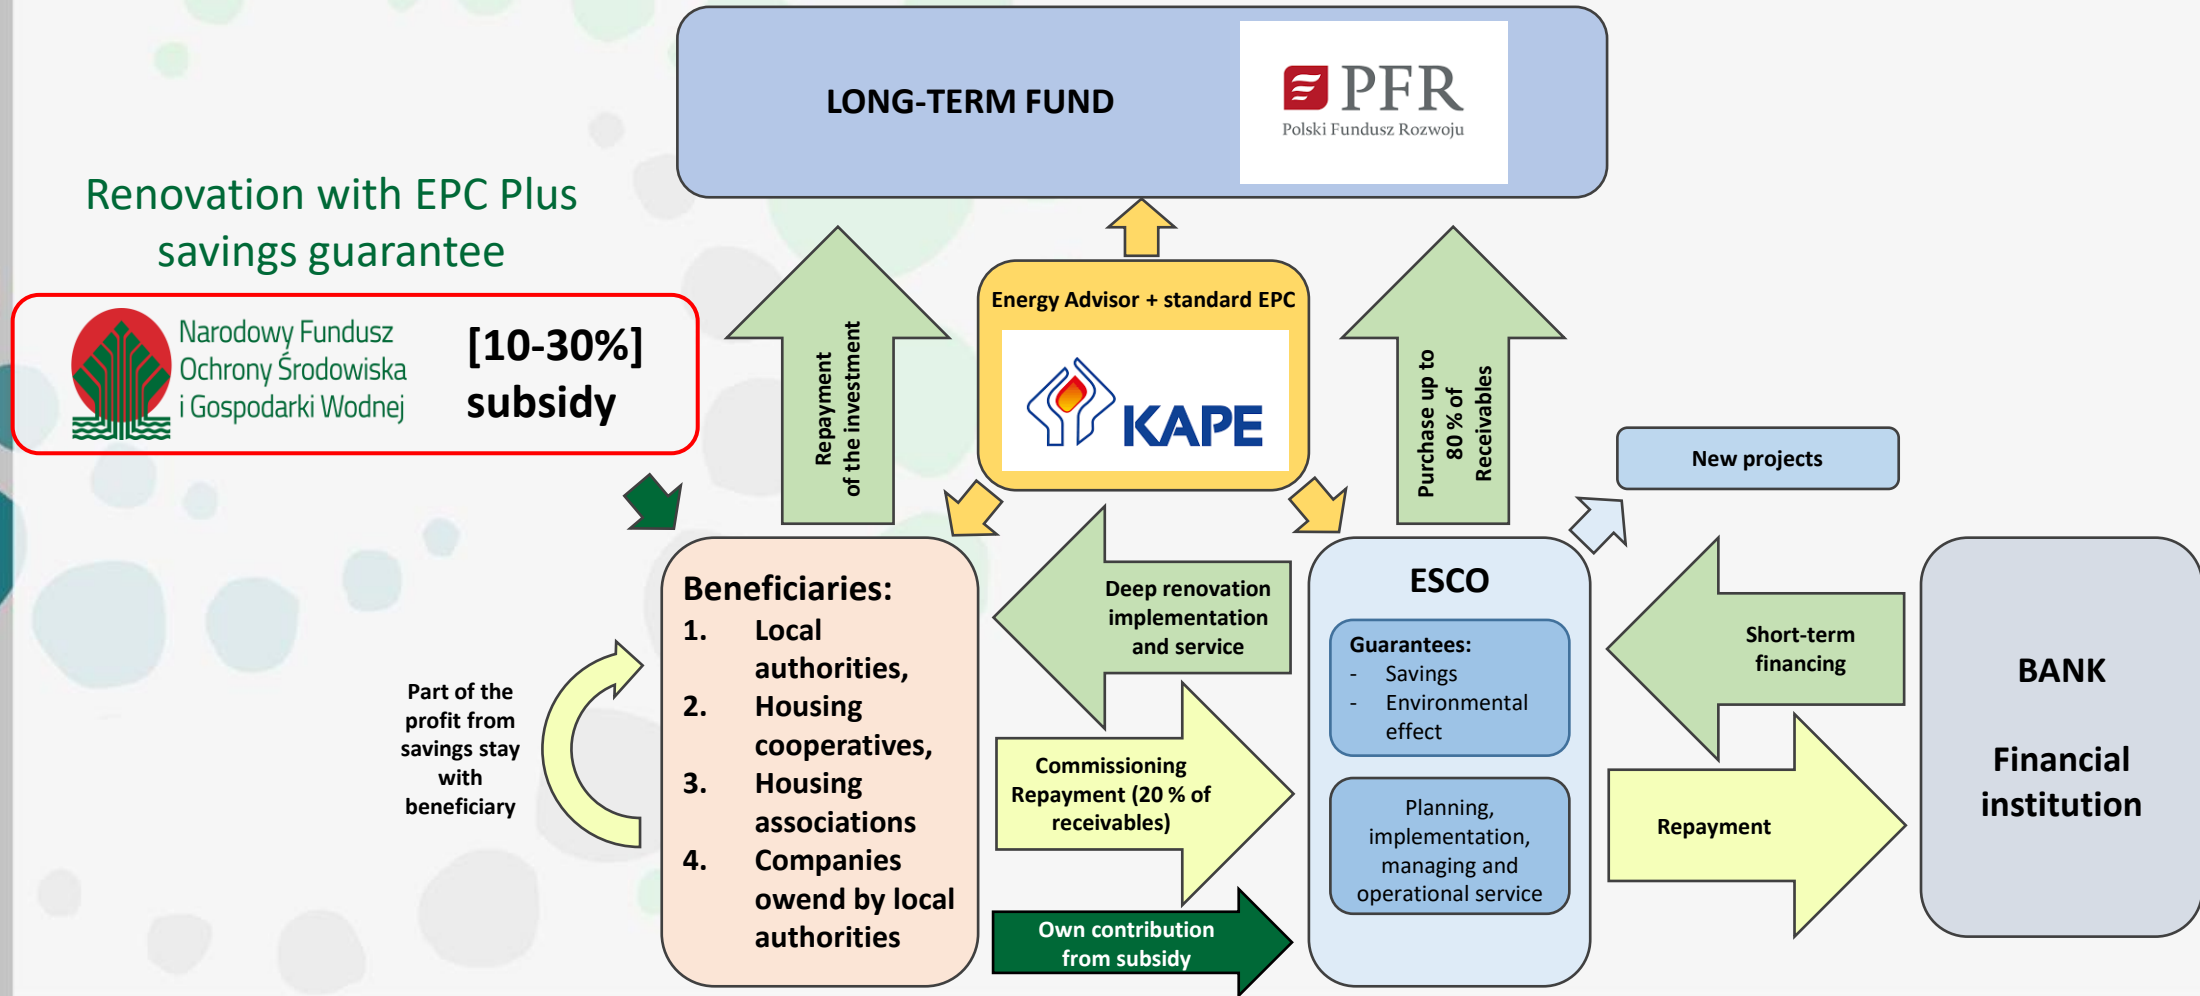 LONG-TERM FUND
PFR
Polski Fundusz Rozwoju
Renovation with EPC Plus
savings guarantee
Narodowy Fundusz
Ochrony Środowiska
i Gospodarki Wodnej
[10-30%]
subsidy
Repayment
of the investment
Energy Advisor + standard EPC
KAPE
Purchase up to
80 % of
Receivables
New projects
Beneficiaries:
1. Local
authorities,
2. Housing
cooperatives,
3. Housing
associations
4. Companies
owend by local
authorities
Part of the
profit from
savings stay
with
beneficiary
Deep renovation
implementation
and service
Commissioning
Repayment (20 % of
receivables)
Own contribution
from subsidy
ESCO
Guarantees:
- Savings
- Environmental
effect
Planning,
implementation,
managing and
operational service
Short-term
financing
Repayment
BANK
Financial
institution